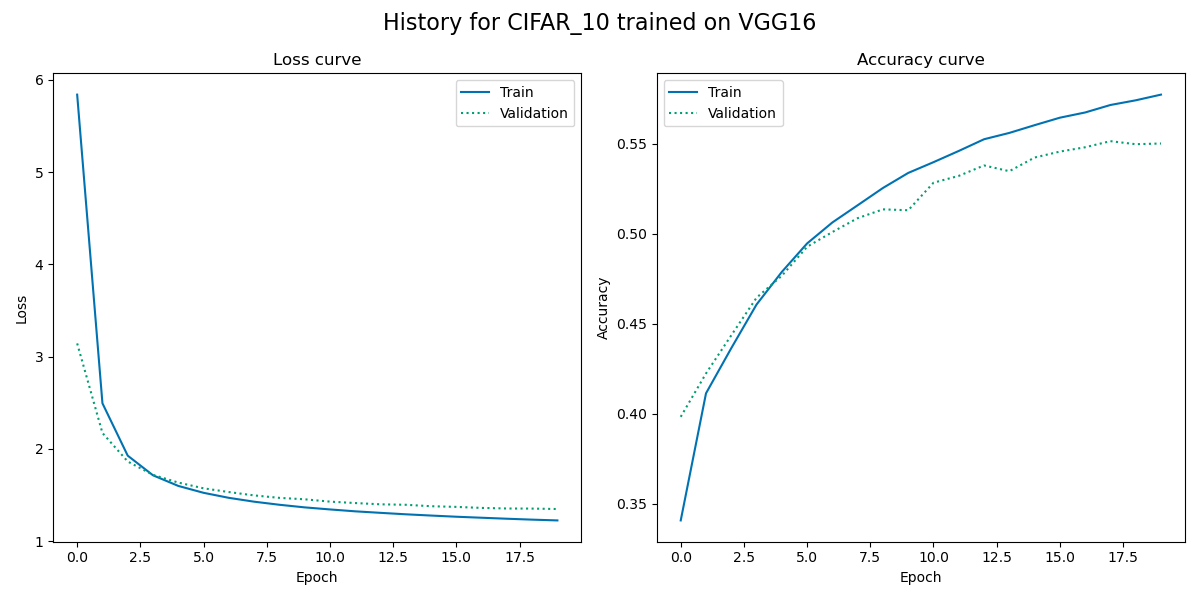 History for CIFAR_10 trained on VGG16
Loss curve
Train
Validation
6
5
4
3
2
1
Loss
0.0 2.5 5.0 7.5 10.0 12.5 15.0 17.5
Epoch
Accuracy curve
Train
Validation
0.55
0.50
0.45
0.40
0.35
Accuracy
0.0 2.5 5.0 7.5 10.0 12.5 15.0 17.5
Epoch